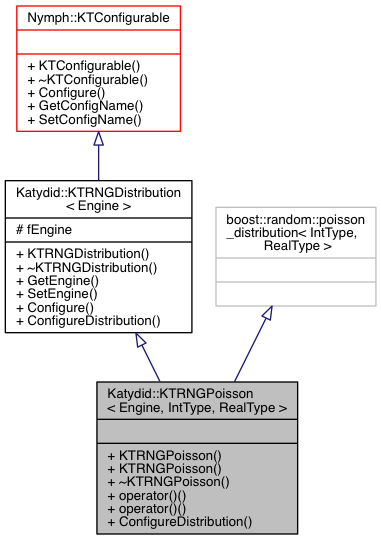 Nymph::KTConfigurable
+ KTConfigurable()
+ ~KTConfigurable()
+ Configure()
+ GetConfigName()
+ SetConfigName()
Katydid::KTRNGDistribution
< Engine >
# fEngine
+ KTRNGDistribution()
+ ~KTRNGDistribution()
+ GetEngine()
+ SetEngine()
+ Configure()
+ ConfigureDistribution()
boost::random::poisson
_distribution< IntType,
RealType >
Katydid::KTRNGPoisson
< Engine, IntType, RealType >
+ KTRNGPoisson()
+ KTRNGPoisson()
+ ~KTRNGPoisson()
+ operator()()
+ operator()()
+ ConfigureDistribution()